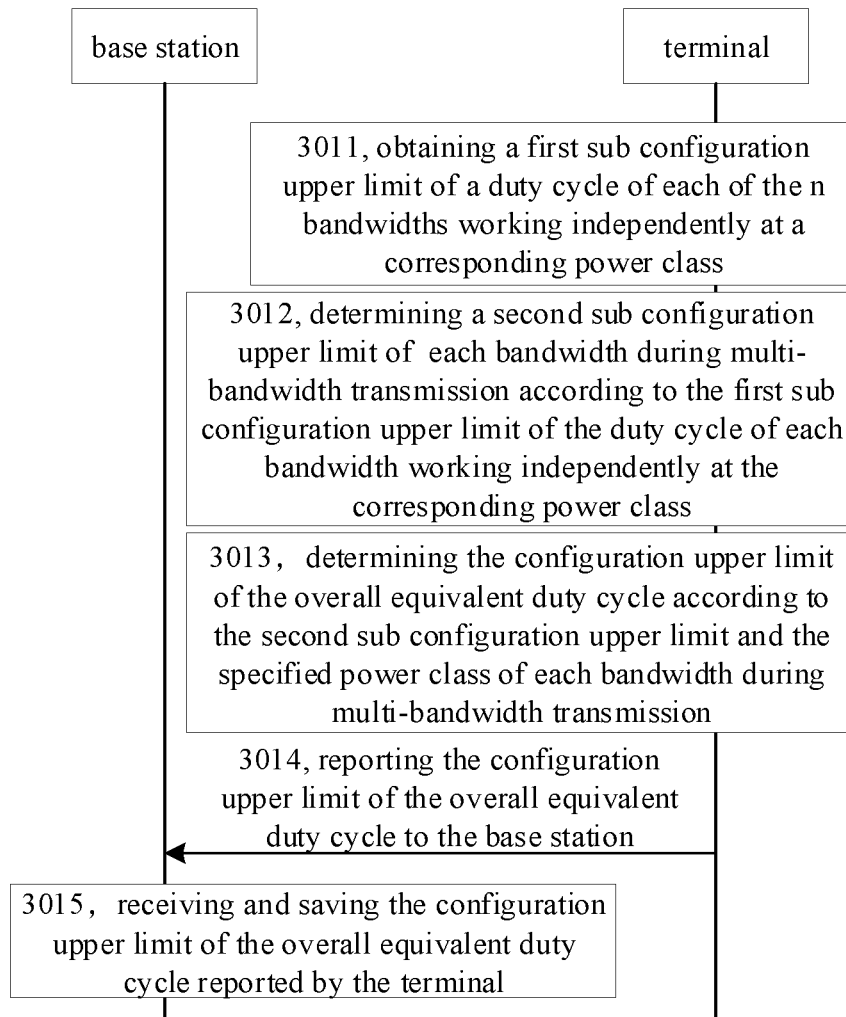 base station
terminal
3011, obtaining a first sub configuration
upper limit of a duty cycle of each of the n
bandwidths working independently at a
corresponding power class
3012, determining a second sub configuration
upper limit of each bandwidth during multi-
bandwidth transmission according to the first sub
configuration upper limit of the duty cycle of each
bandwidth working independently at the
corresponding power class
3013，determining the configuration upper limit
of the overall equivalent duty cycle according to
the second sub configuration upper limit and the
specified power class of each bandwidth during
multi-bandwidth transmission
3014, reporting the configuration
upper limit of the overall equivalent
duty cycle to the base station
3015，receiving and saving the configuration
upper limit of the overall equivalent duty
cycle reported by the terminal